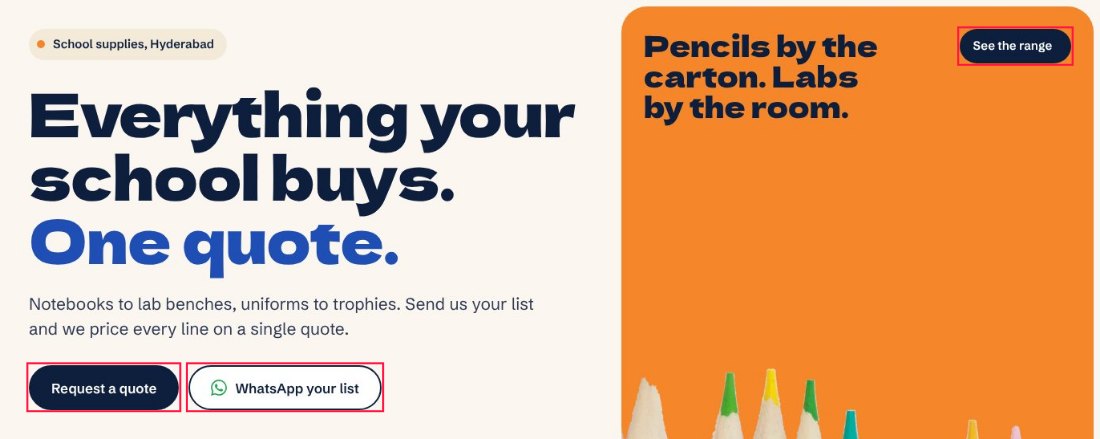 School supplies, Hyderabad
Everything your
school buys.
One quote.
Notebooks to lab benches, uniforms to trophies. Send us your list
and we price every line on a single quote.
Request a quote
WhatsApp your list
Pencils by the
carton. Labs
by the room.
See the range